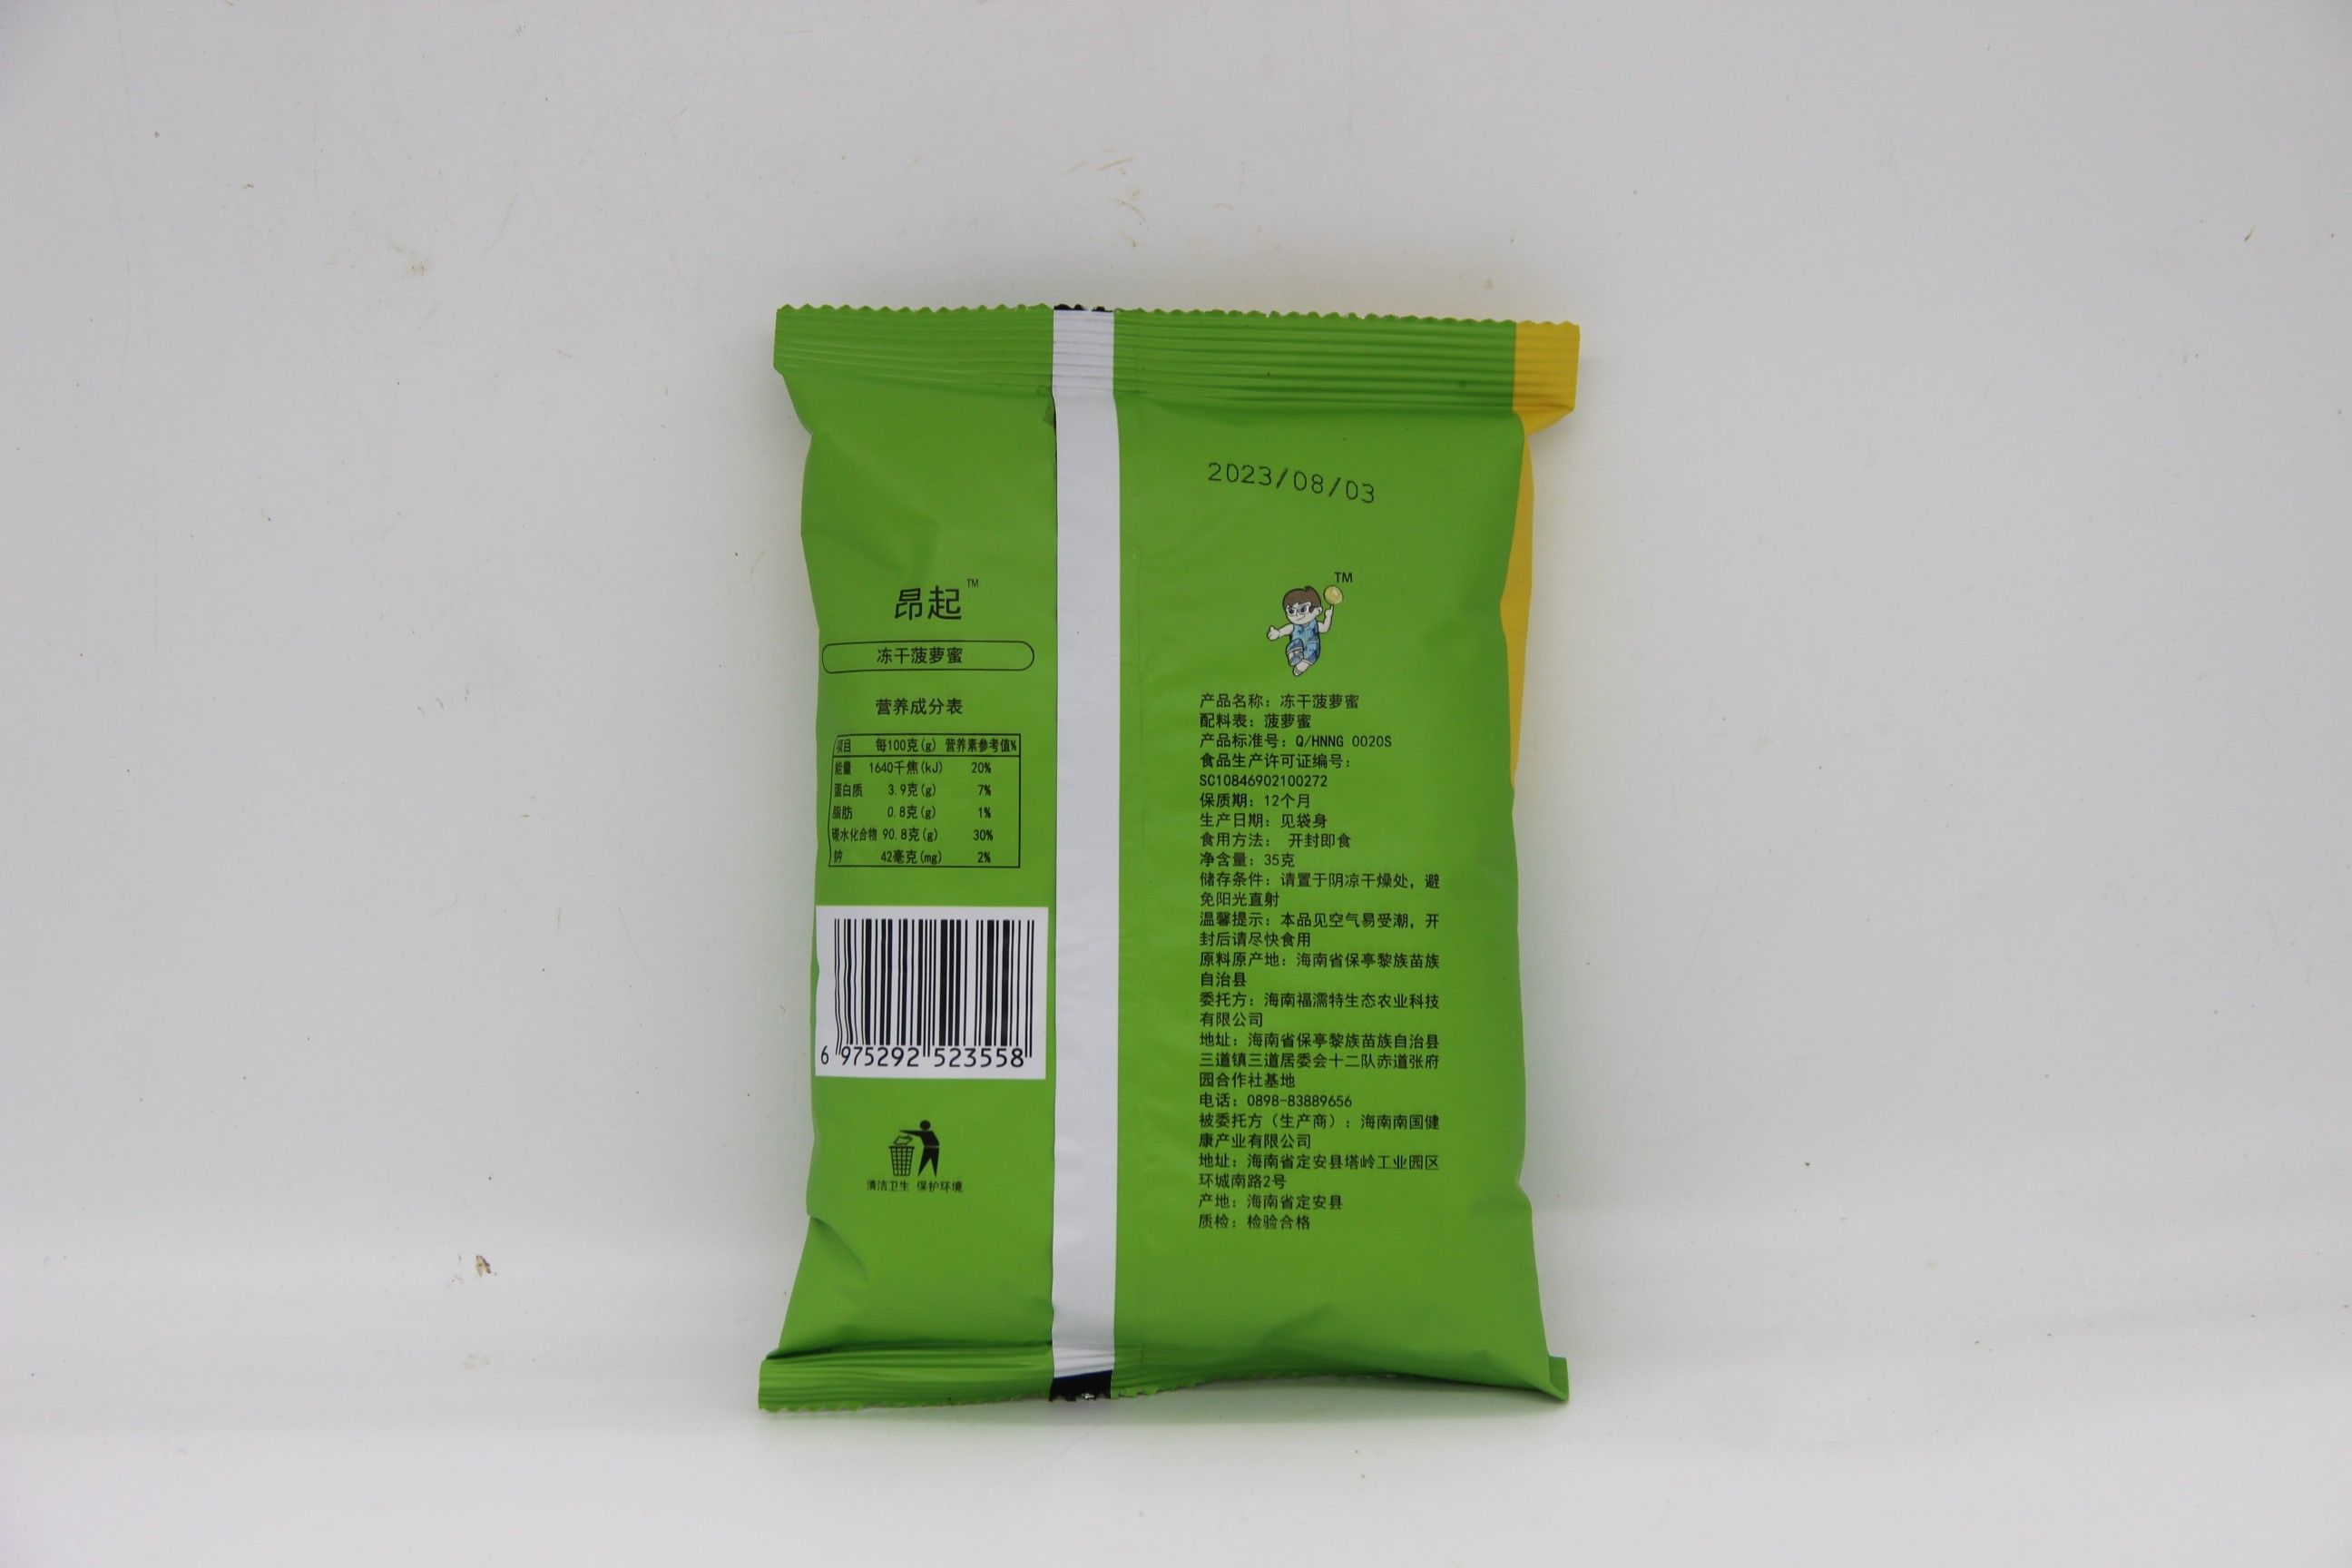 昂起 TM
冻干菠萝蜜
营养成分表
项目 每100克(g) 营养素参考值%
能量 1640千焦(kJ) 20%
蛋白质 3.9克(g) 7%
脂肪 0.8克(g) 1%
碳水化合物 90.8克(g) 30%
钠 42毫克(mg) 2%
6 975292 523558
清洁卫生 保护环境
2023/08/03
TM
产品名称：冻干菠萝蜜
配料表：菠萝蜜
产品标准号：Q/HNNG 0020S
食品生产许可证编号：
SC10846902100272
保质期：12个月
生产日期：见袋身
食用方法： 开封即食
净含量：35克
储存条件：请置于阴凉干燥处，避
免阳光直射
温馨提示：本品见空气易受潮，开
封后请尽快食用
原料原产地：海南省保亭黎族苗族
自治县
委托方：海南福濡特生态农业科技
有限公司
地址：海南省保亭黎族苗族自治县
三道镇三道居委会十二队赤道张府
园合作社基地
电话：0898-83889656
被委托方（生产商）：海南南国健
康产业有限公司
地址：海南省定安县塔岭工业园区
环城南路2号
产地：海南省定安县
质检：检验合格